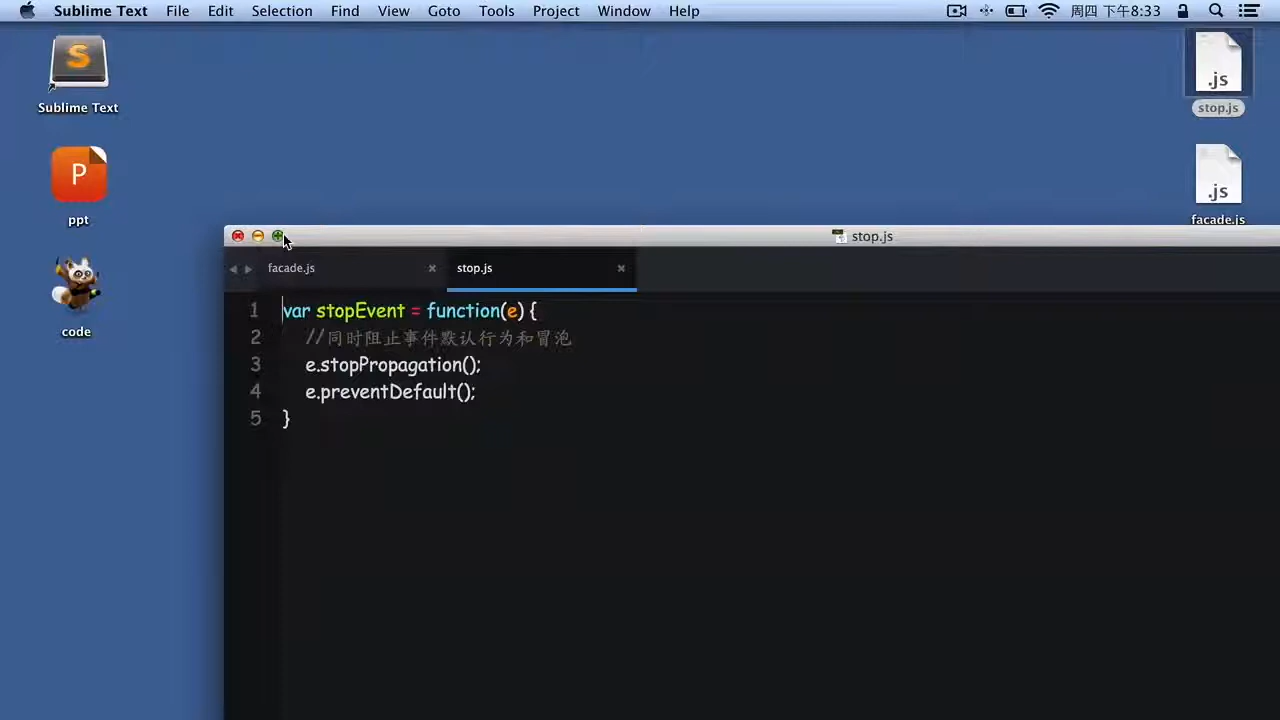 Sublime Text File Edit Selection Find View Goto Tools Project Window Help 周四 下午8:33
S
Sublime Text
P
ppt
code
.js
stop.js
.js
facade.js
stop.js
facade.js stop.js
1 var stopEvent = function(e) {
2 //同时阻止事件默认行为和冒泡
3 e.stopPropagation();
4 e.preventDefault();
5 }